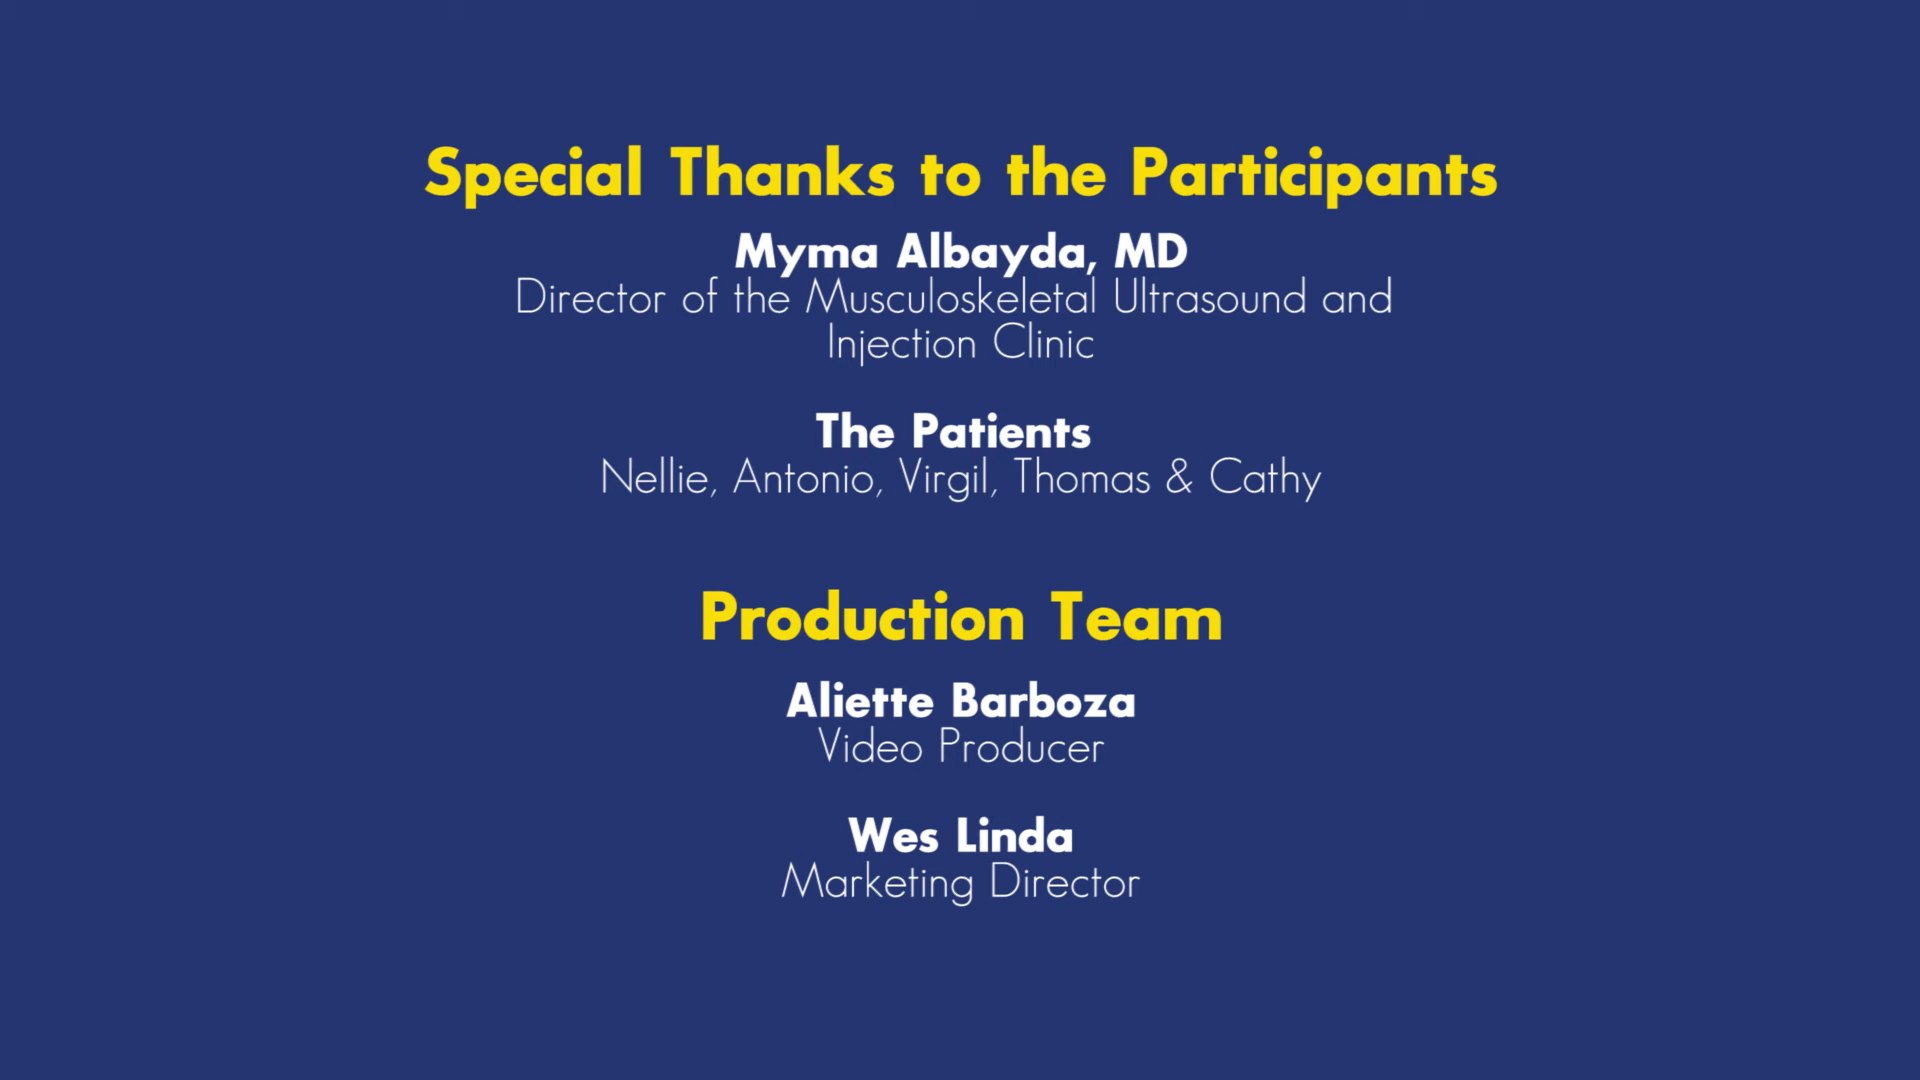 Special Thanks to the Participants
Myma Albayda, MD
Director of the Musculoskeletal Ultrasound and
Injection Clinic
The Patients
Nellie, Antonio, Virgil, Thomas & Cathy
Production Team
Aliette Barboza
Video Producer
Wes Linda
Marketing Director